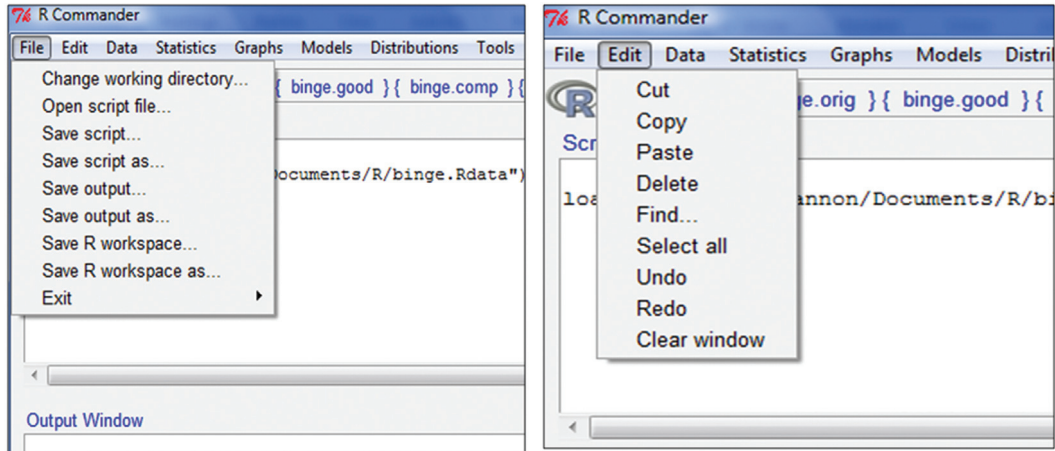 R Commander
File Edit Data Statistics Graphs Models Distributions Tools
Change working directory...
{ binge.good } { binge.comp } {
Open script file...
Save script...
Save script as...
ocuments/R/binge.Rdata")
Save output...
Save output as...
Save R workspace...
Save R workspace as...
Exit
Output Window
R Commander
File Edit Data Statistics Graphs Models Distri
Cut
R
e.orig } { binge.good } {
Copy
Scr
Paste
Delete
loa
annon/Documents/R/bi
Find...
Select all
Undo
Redo
Clear window